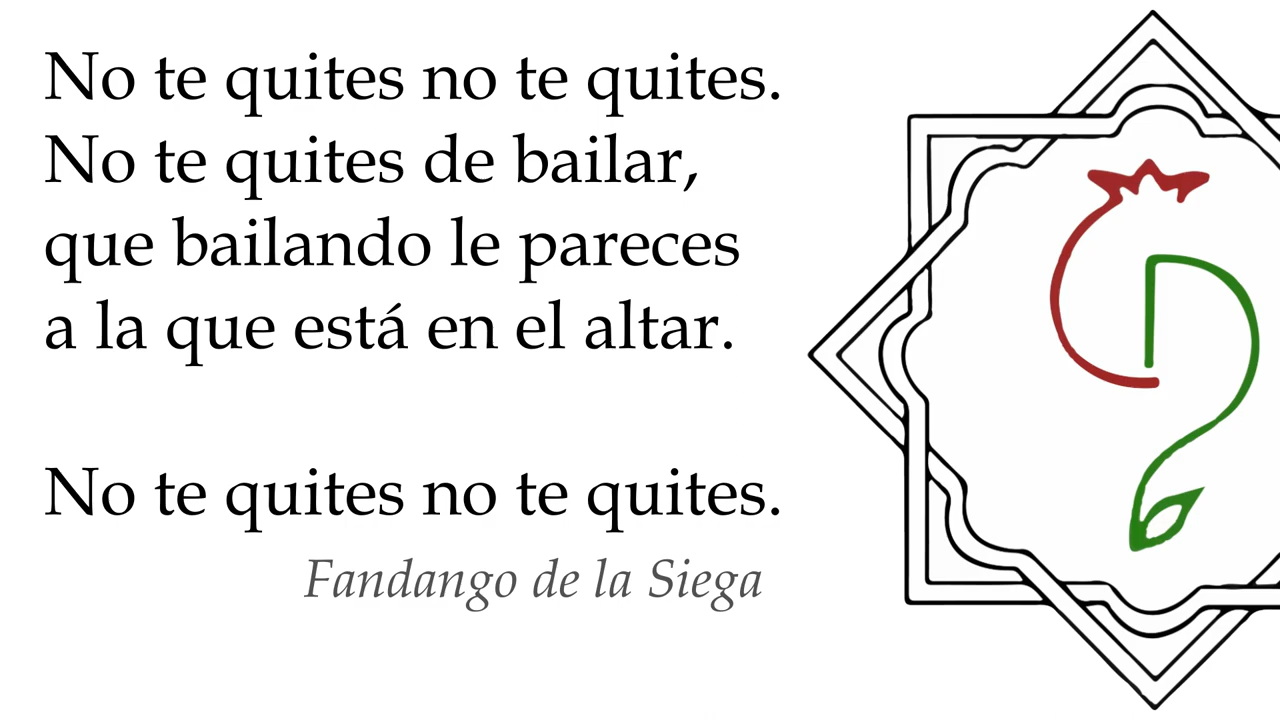 No te quites no te quites.
No te quites de bailar,
que bailando le pareces
a la que está en el altar.
No te quites no te quites.
Fandango de la Siega